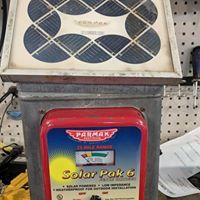 PARMAK
PARMAK
25 MILE RANGE
Solar Pak 6
• SOLAR POWERED • LOW IMPEDANCE
• WEATHERPROOF FOR OUTDOOR INSTALLATION